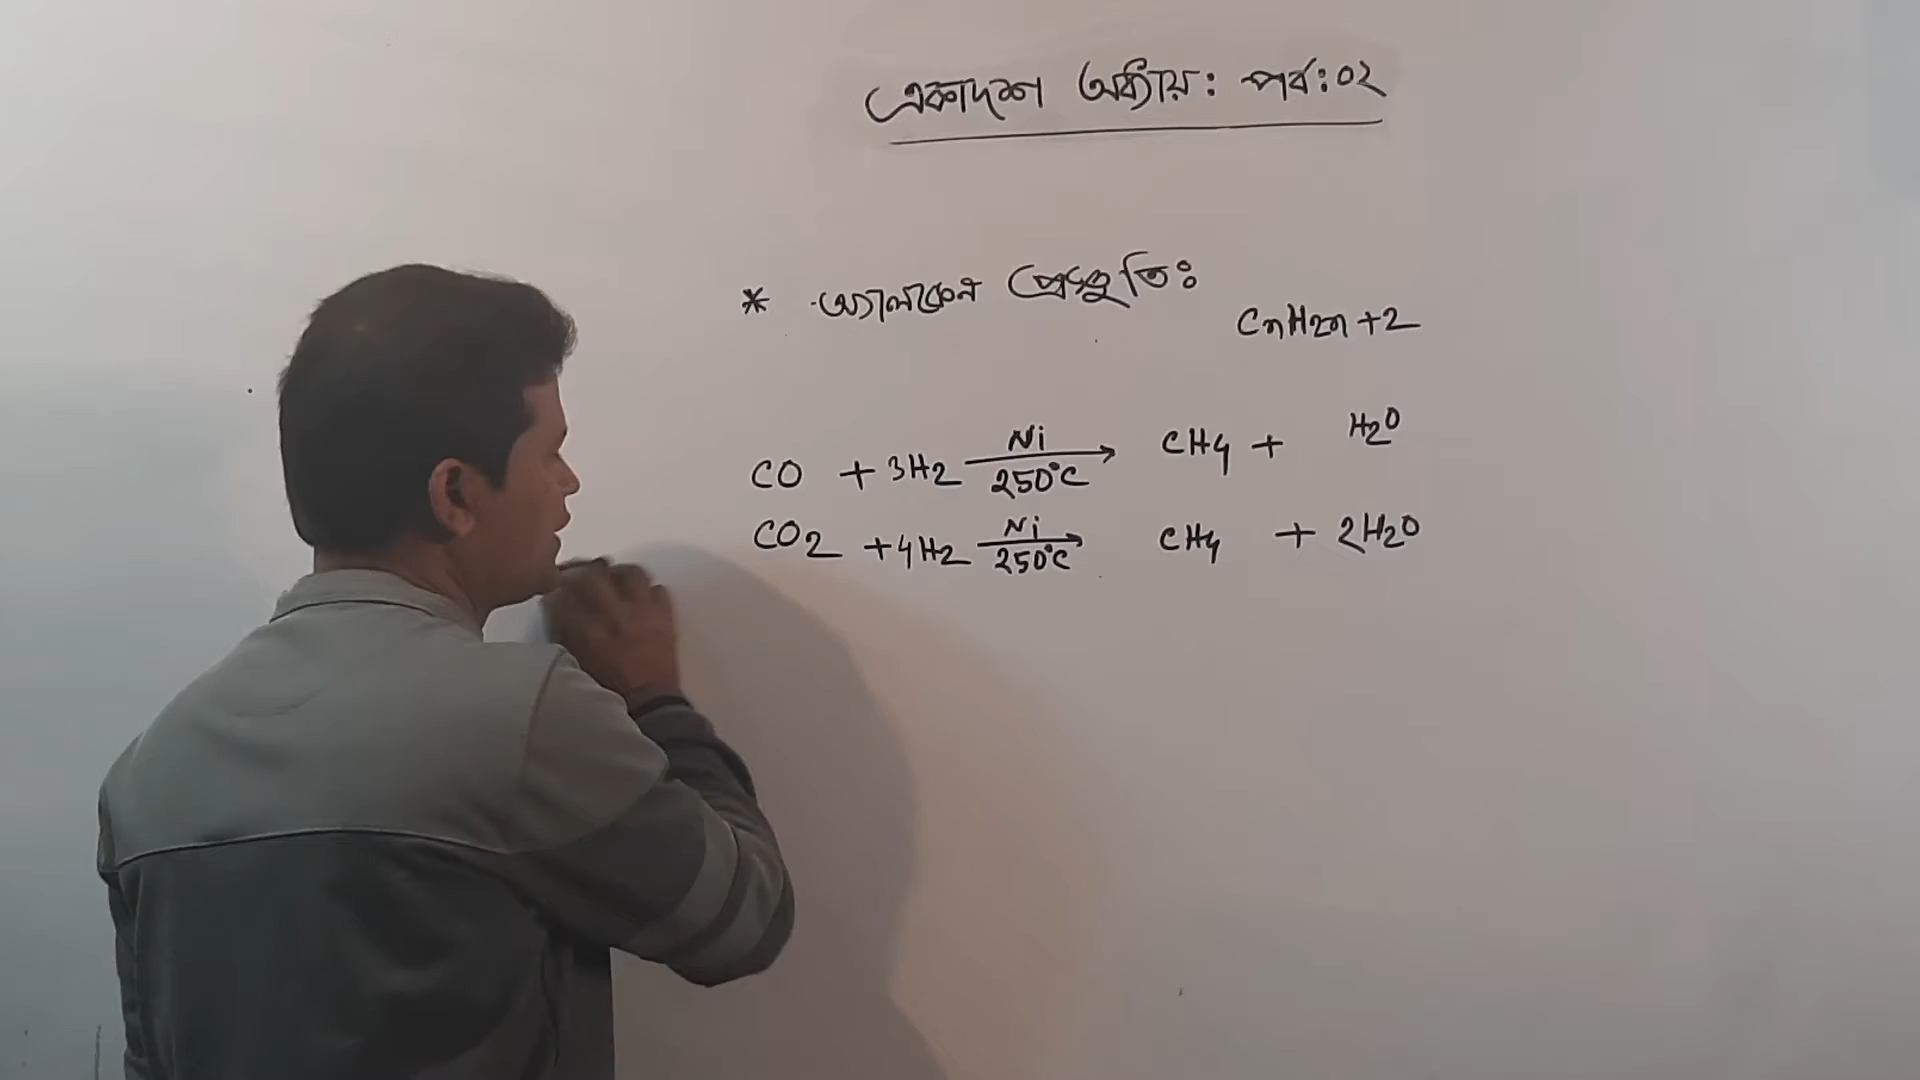 একাদশ অধ্যায়: পর্ব:০২
* অ্যালকেন প্রস্তুতিঃ
CnH2n+2
CO + 3H2 Ni 250°C → CH4 + H2O
CO2 + 4H2 Ni 250°C → CH4 + 2H2O